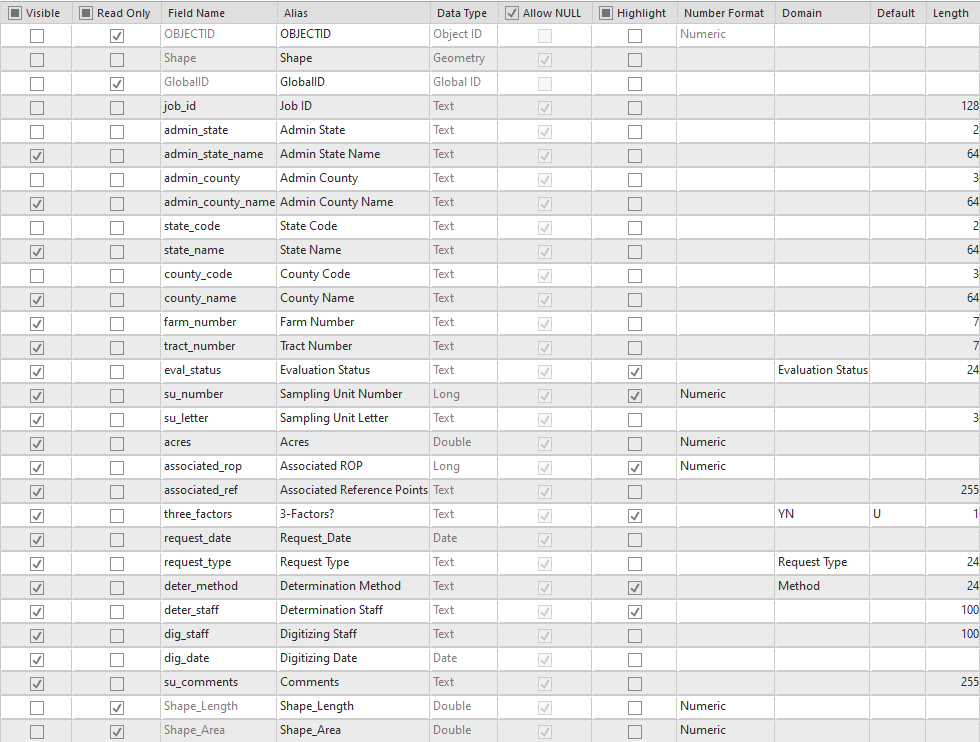 Visible Read Only Field Name Alias Data Type Allow NULL Highlight Number Format Domain Default Length
OBJECTID OBJECTID Object ID Numeric
Shape Shape Geometry
GlobalID GlobalID Global ID
job_id Job ID Text 128
admin_state Admin State Text 2
admin_state_name Admin State Name Text 64
admin_county Admin County Text 3
admin_county_name Admin County Name Text 64
state_code State Code Text 2
state_name State Name Text 64
county_code County Code Text 3
county_name County Name Text 64
farm_number Farm Number Text 7
tract_number Tract Number Text 7
eval_status Evaluation Status Text Evaluation Status 24
su_number Sampling Unit Number Long Numeric
su_letter Sampling Unit Letter Text 3
acres Acres Double Numeric
associated_rop Associated ROP Long Numeric
associated_ref Associated Reference Points Text 255
three_factors 3-Factors? Text YN U 1
request_date Request_Date Date
request_type Request Type Text Request Type 24
deter_method Determination Method Text Method 24
deter_staff Determination Staff Text 100
dig_staff Digitizing Staff Text 100
dig_date Digitizing Date Date
su_comments Comments Text 255
Shape_Length Shape_Length Double Numeric
Shape_Area Shape_Area Double Numeric